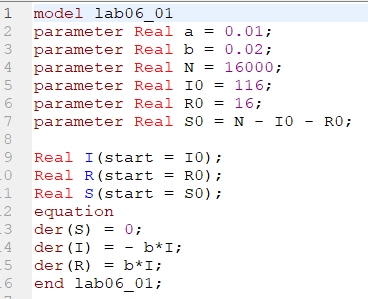 1 model lab06_01
2 parameter Real a = 0.01;
3 parameter Real b = 0.02;
4 parameter Real N = 16000;
5 parameter Real I0 = 116;
6 parameter Real R0 = 16;
7 parameter Real S0 = N - I0 - R0;
8
9 Real I(start = I0);
.0 Real R(start = R0);
.1 Real S(start = S0);
.2 equation
.3 der(S) = 0;
.4 der(I) = - b*I;
.5 der(R) = b*I;
.6 end lab06_01;